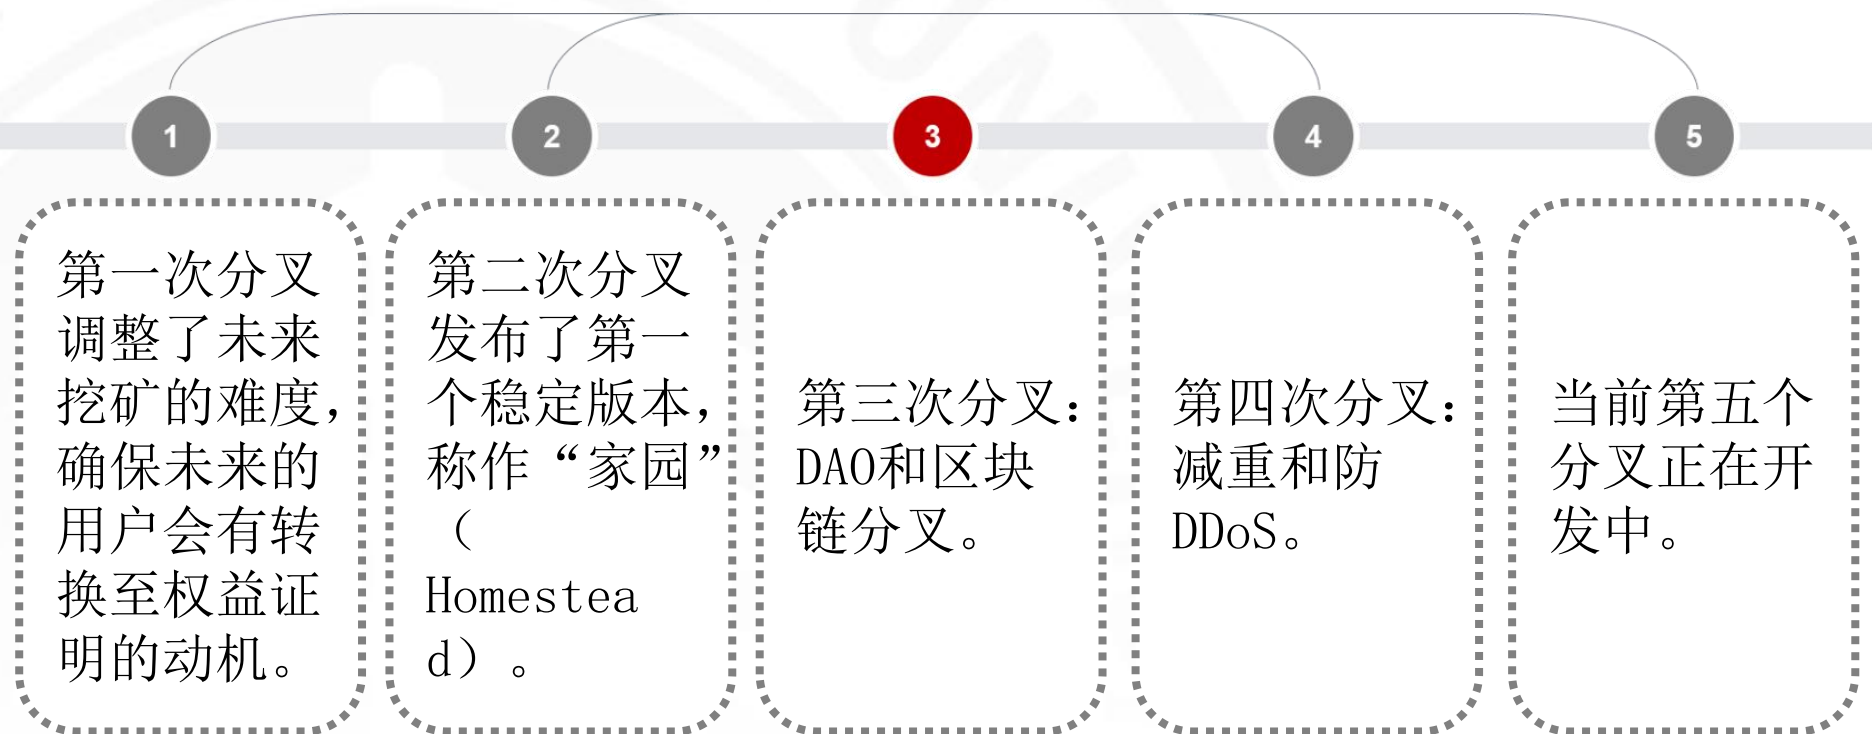 1
2
3
4
5
第一次分叉
调整了未来
挖矿的难度，
确保未来的
用户会有转
换至权益证
明的动机。
第二次分叉
发布了第一
个稳定版本，
称作“家园”
（
Homestea
d）。
第三次分叉：
DAO和区块
链分叉。
第四次分叉：
减重和防
DDoS。
当前第五个
分叉正在开
发中。